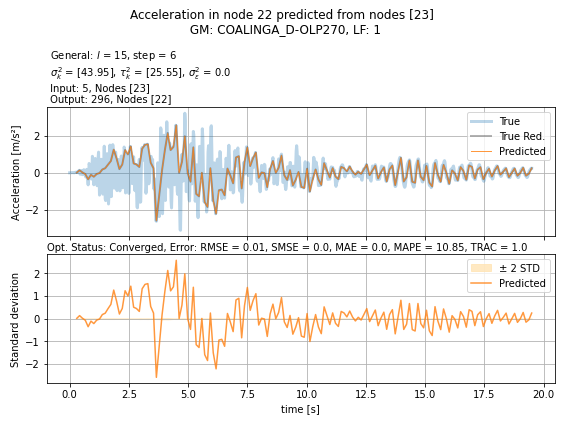 Acceleration in node 22 predicted from nodes [23]
GM: COALINGA_D-OLP270, LF: 1
General: l = 15, step = 6
σ²ₖ = [43.95], τ²ₖ = [25.55], σ²ε = 0.0
Input: 5, Nodes [23]
Output: 296, Nodes [22]
Acceleration [m/s²]
2
0
−2
True
True Red.
Predicted
Opt. Status: Converged, Error: RMSE = 0.01, SMSE = 0.0, MAE = 0.0, MAPE = 10.85, TRAC = 1.0
Standard deviation
2
1
0
−1
−2
± 2 STD
Predicted
0.0 2.5 5.0 7.5 10.0 12.5 15.0 17.5 20.0
time [s]